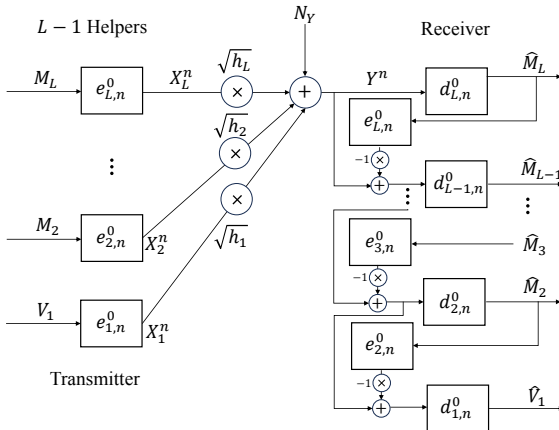 L − 1 Helpers
N_Y
Receiver
M_L
e^0_{L,n}
X^n_L
√h_L
×
+
Y^n
d^0_{L,n}
M̂_L
e^0_{L,n}
⋮
√h_2
×
-1
×
+
d^0_{L-1,n}
M̂_{L-1}
⋮
⋮
M_2
e^0_{2,n}
X^n_2
×
√h_1
e^0_{3,n}
M̂_3
-1
×
+
d^0_{2,n}
M̂_2
V_1
e^0_{1,n}
X^n_1
e^0_{2,n}
Transmitter
-1
×
+
d^0_{1,n}
V̂_1